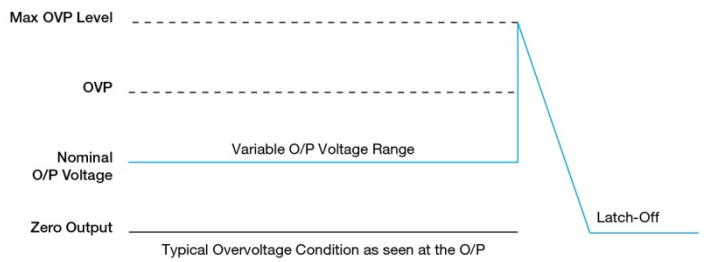 Max OVP Level
OVP
Variable O/P Voltage Range
Nominal
O/P Voltage
Latch-Off
Zero Output
Typical Overvoltage Condition as seen at the O/P